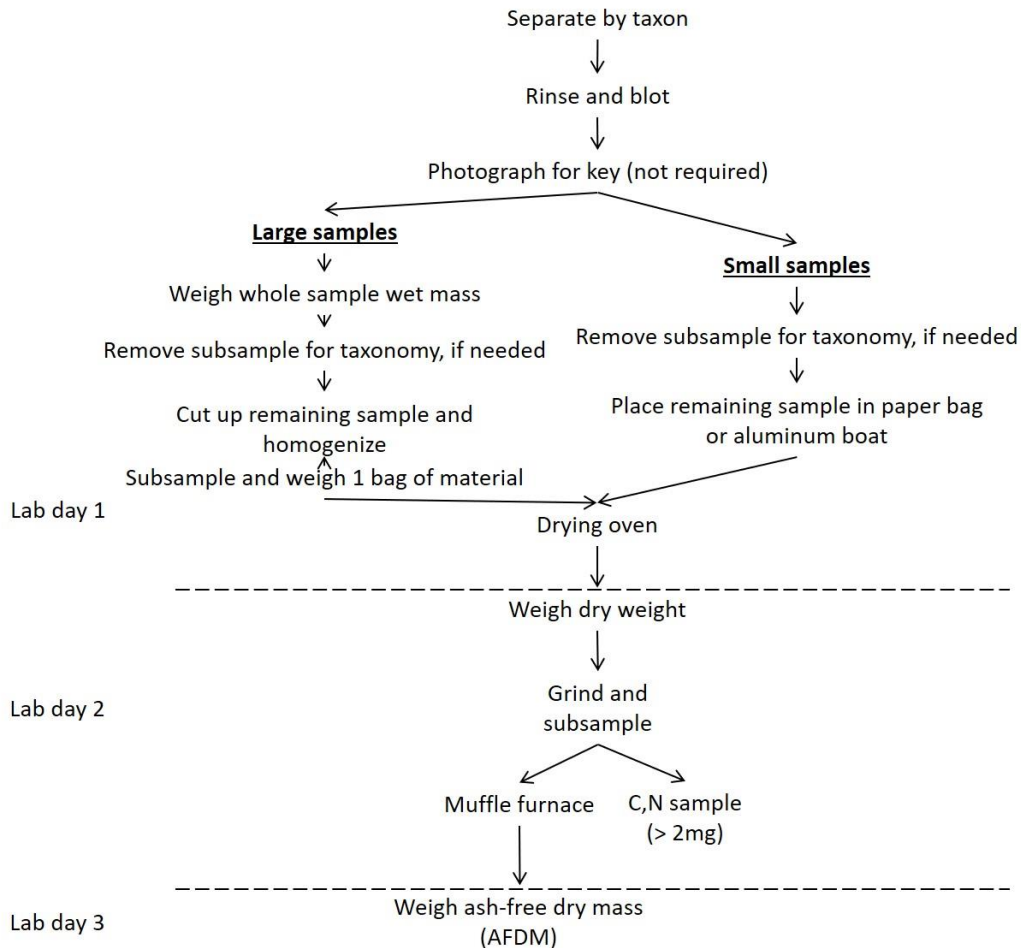 Separate by taxon
Rinse and blot
Photograph for key (not required)
Large samples
Weigh whole sample wet mass
Remove subsample for taxonomy, if needed
Cut up remaining sample and
homogenize
Subsample and weigh 1 bag of material
Small samples
Remove subsample for taxonomy, if needed
Place remaining sample in paper bag
or aluminum boat
Lab day 1
Drying oven
Weigh dry weight
Lab day 2
Grind and
subsample
Muffle furnace
C,N sample
(> 2mg)
Lab day 3
Weigh ash-free dry mass
(AFDM)